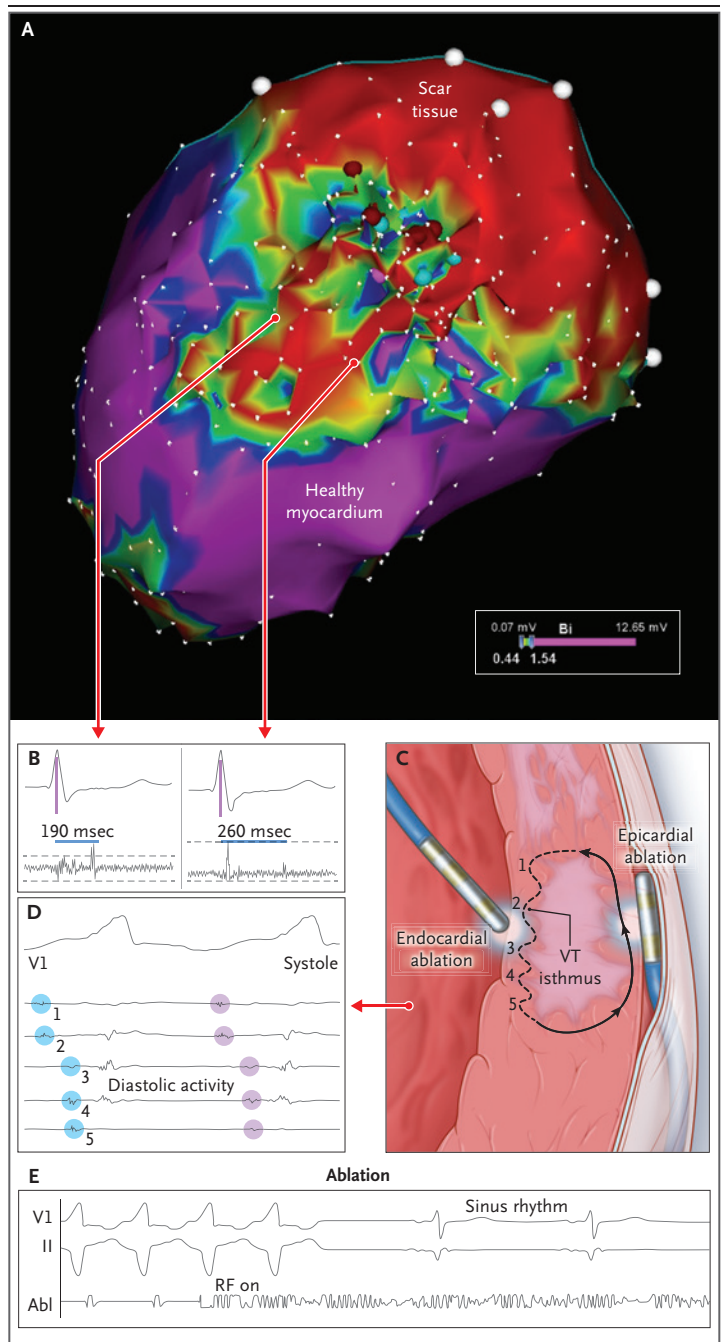 A
Scar
tissue
Healthy
myocardium
0.07 mV Bi 12.65 mV
0.44 1.54
B
190 msec
260 msec
C
Epicardial
ablation
1
2
3
4
5
Endocardial
ablation
VT
isthmus
D
V1 Systole
1
2
3
Diastolic activity
4
5
E Ablation
V1
Sinus rhythm
II
RF on
Abl